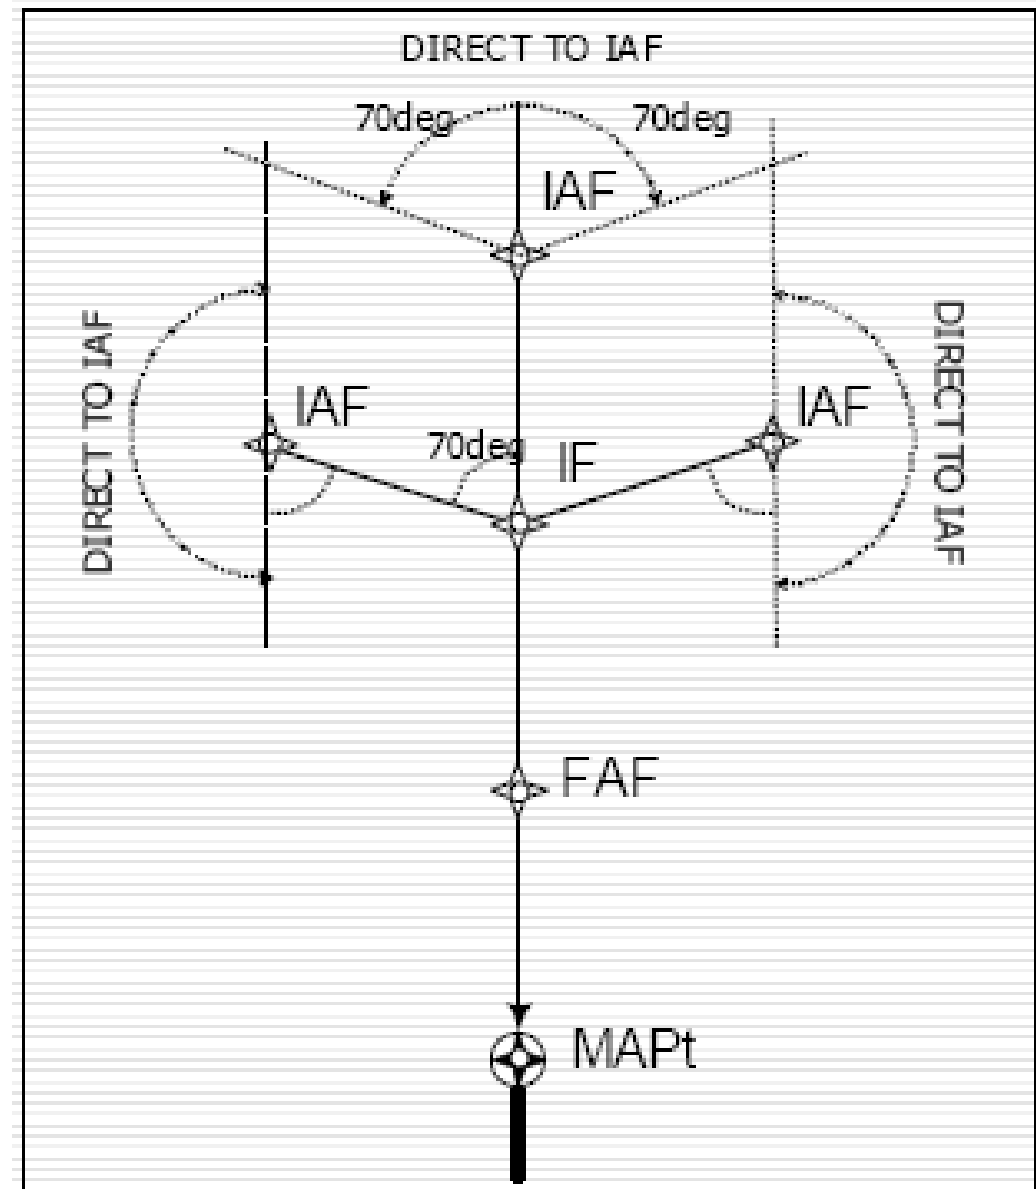 DIRECT TO IAF
70deg 70deg
IAF
DIRECT TO IAF
IAF
70deg
IF
IAF
DIRECT TO IAF
FAF
MAPt